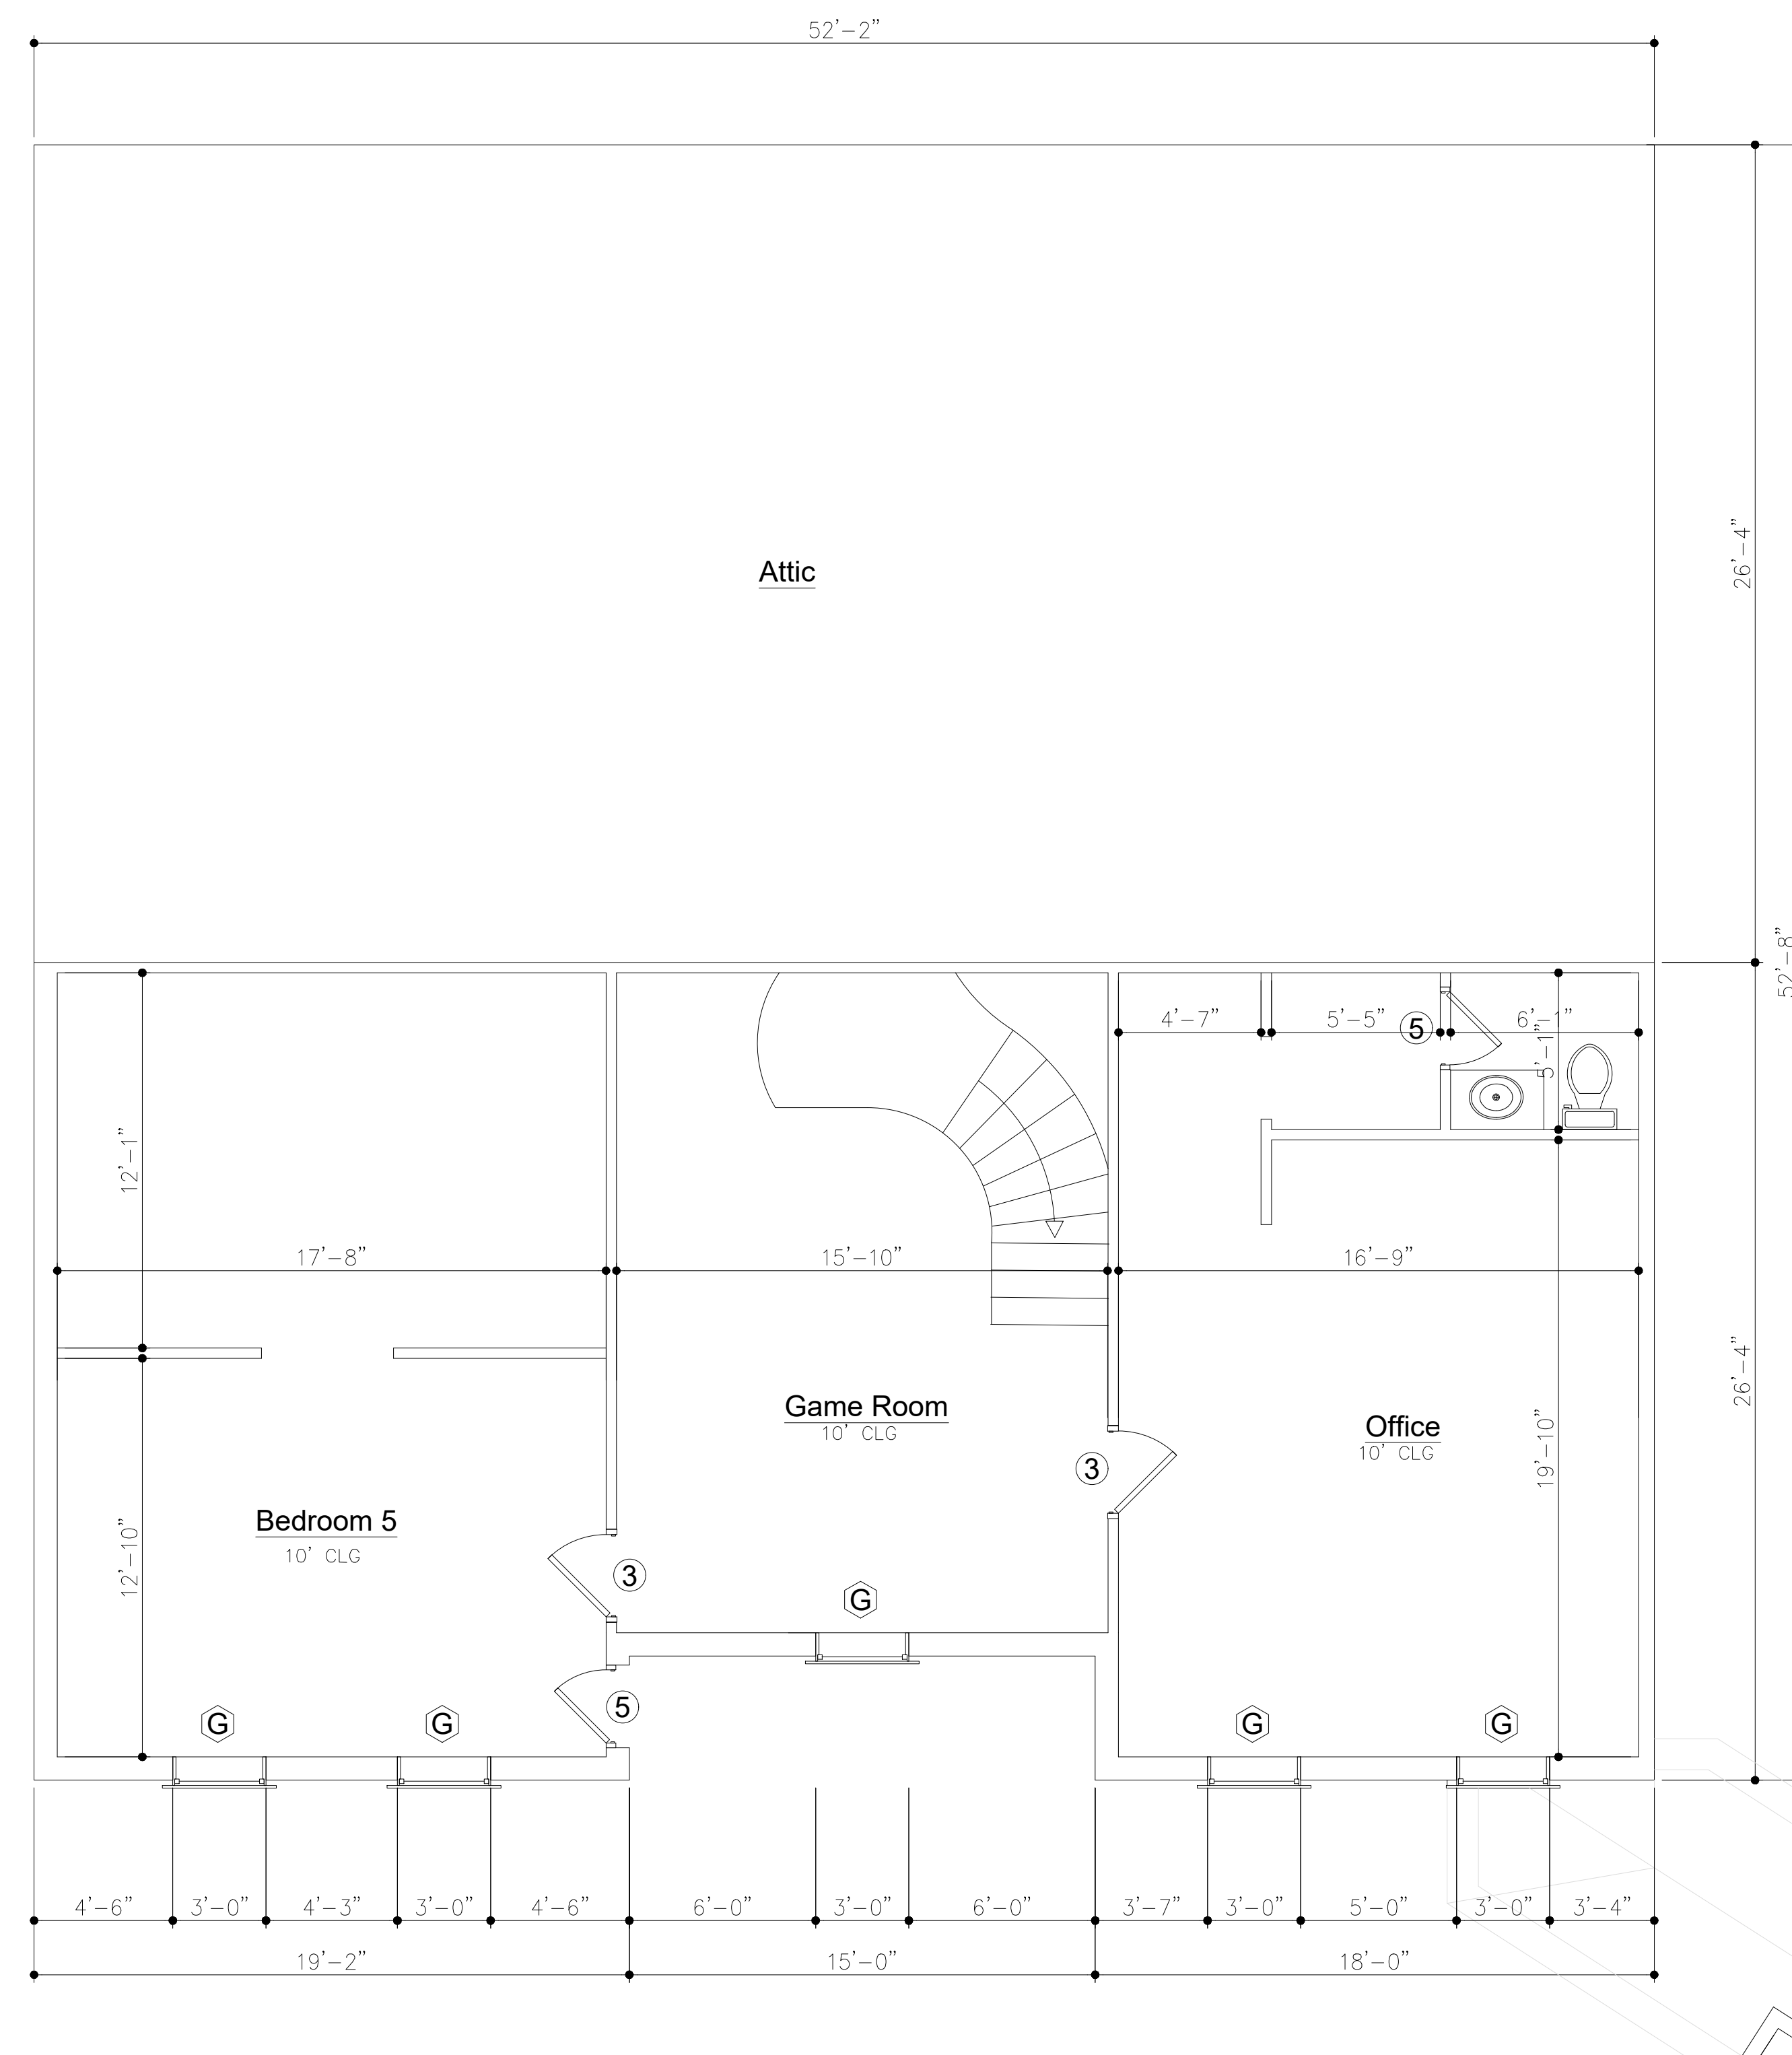 52’-2”
26’-4”
Attic
52’-8”
4’-7”
5’-5”
6’-1”
5
12’-1”
17’-8”
15’-10”
16’-9”
26’-4”
Game Room
10’ CLG
Office
10’ CLG
19’-10”
3
Bedroom 5
10’ CLG
12’-10”
3
G
5
G
G
G
G
4’-6”
3’-0”
4’-3”
3’-0”
4’-6”
6’-0”
3’-0”
6’-0”
3’-7”
3’-0”
5’-0”
3’-0”
3’-4”
19’-2”
15’-0”
18’-0”